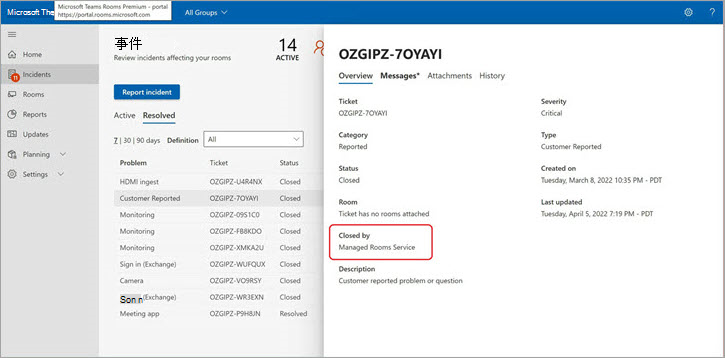 Microsoft The
Microsoft Teams Rooms Premium - portal
https://portal.rooms.microsoft.com
All Groups
?
Home
Incidents
11
Rooms
Reports
Updates
Planning
Settings
事件
Review incidents affecting your rooms
14
ACTIVE
Report incident
Active Resolved
7 | 30 | 90 days Definition All
Problem Ticket Status
HDMI ingest OZGIPZ-U4R4NX Closed
Customer Reported OZGIPZ-7OYAYI Closed
Monitoring OZGIPZ-09S1C0 Closed
Monitoring OZGIPZ-FB8KDO Closed
Monitoring OZGIPZ-XMKA2U Closed
Sign in (Exchange) OZGIPZ-WUFQUX Closed
Camera OZGIPZ-VO9RSY Closed
(Exchange) OZGIPZ-WR3EXN Closed
Meeting app OZGIPZ-P9H8JN Resolved
OZGIPZ-7OYAYI
Overview Messages* Attachments History
Ticket
OZGIPZ-7OYAYI
Severity
Critical
Category
Reported
Type
Customer Reported
Status
Closed
Created on
Tuesday, March 8, 2022 10:35 PM - PDT
Room
Ticket has no rooms attached
Last updated
Tuesday, April 5, 2022 7:19 PM - PDT
Closed by
Managed Rooms Service
Description
Customer reported problem or question